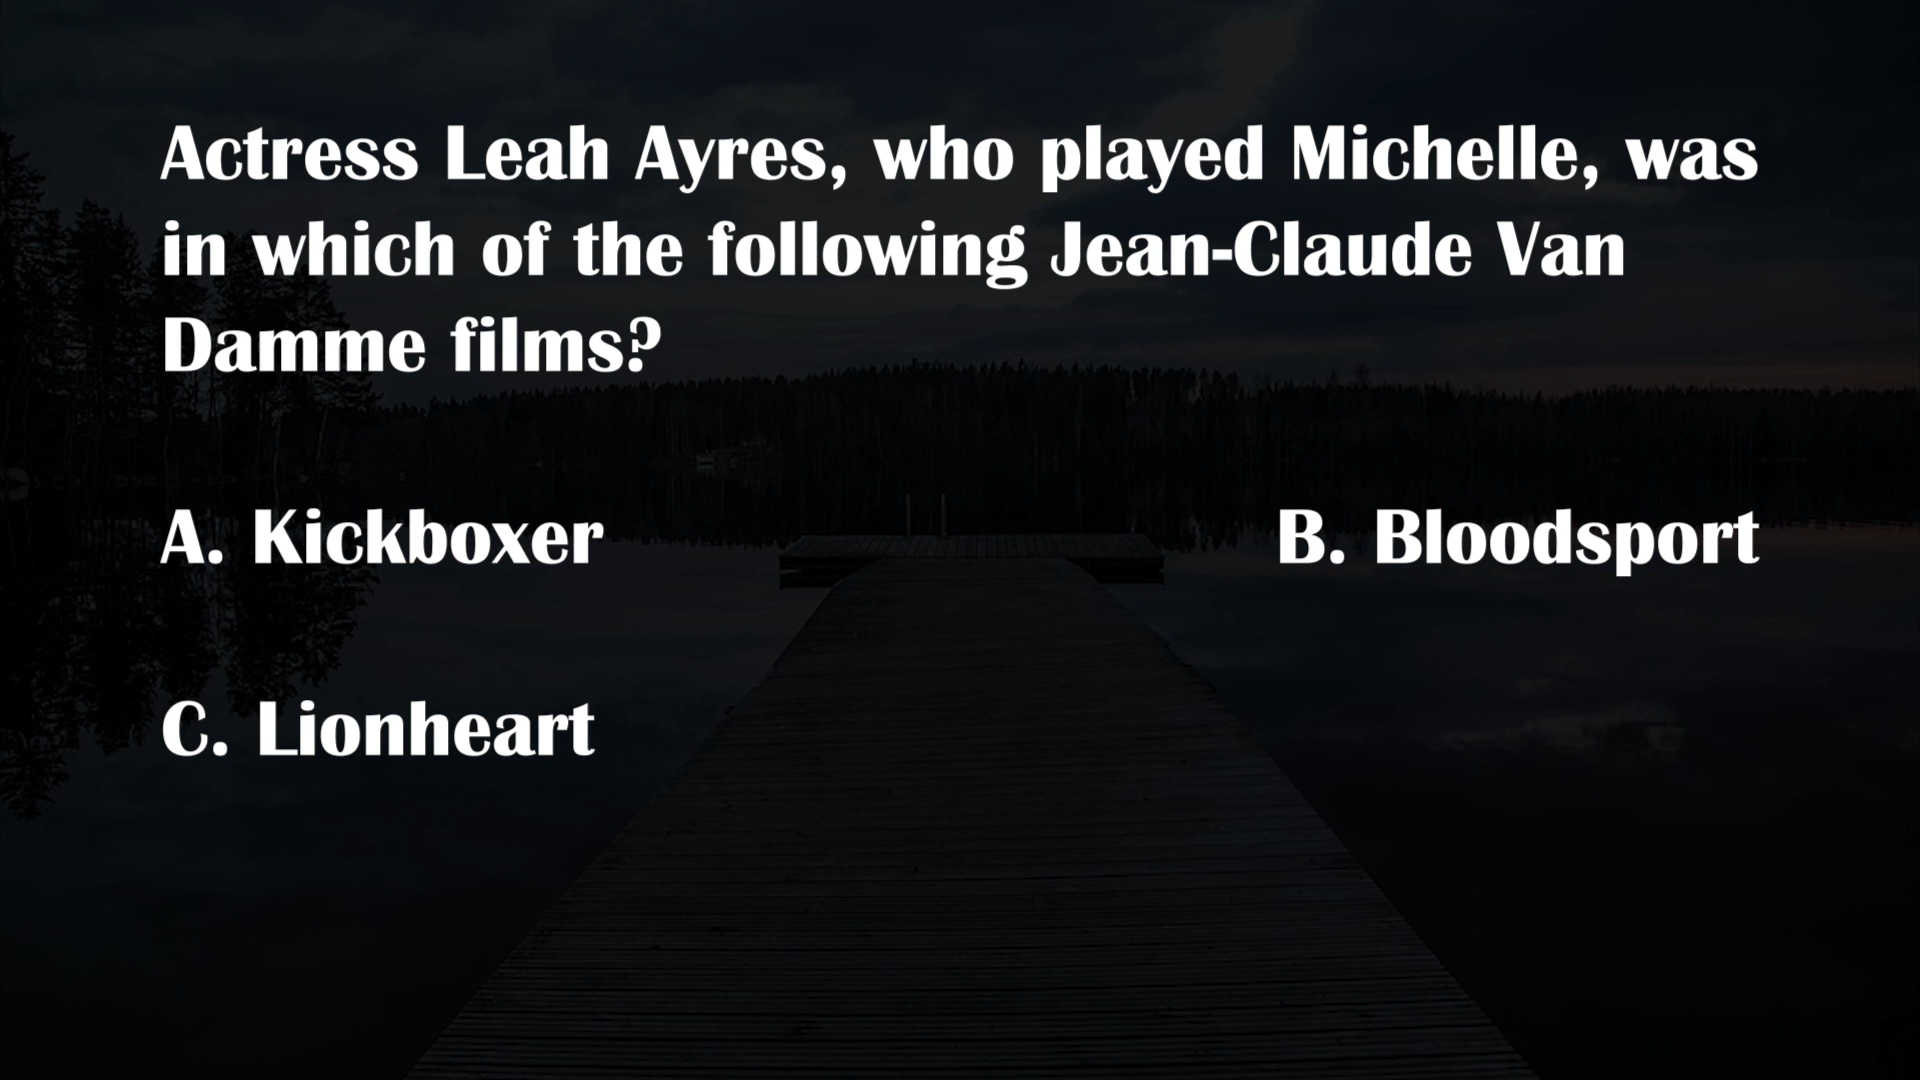 Actress Leah Ayres, who played Michelle, was
in which of the following Jean-Claude Van
Damme films?
A. Kickboxer
B. Bloodsport
C. Lionheart